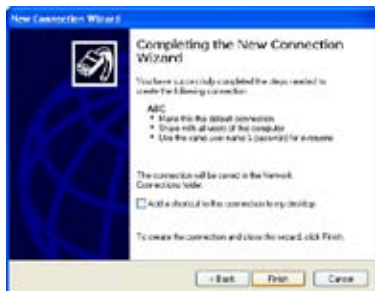 New Connection Wizard
Completing the New Connection
Wizard
You have successfully completed the steps needed to
create the following connection:
ABC
• Make this the default connection
• Share with all users of this computer
• Use the same user name & password for everyone
The connection will be saved in the Network
Connections folder.
Add a shortcut to this connection to my desktop
To create the connection and close this wizard, click Finish.
< Back
Finish
Cancel